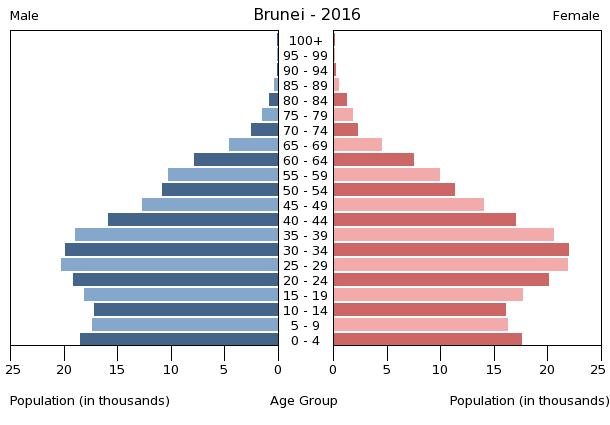 Male Brunei - 2016 Female
100+
95 - 99
90 - 94
85 - 89
80 - 84
75 - 79
70 - 74
65 - 69
60 - 64
55 - 59
50 - 54
45 - 49
40 - 44
35 - 39
30 - 34
25 - 29
20 - 24
15 - 19
10 - 14
5 - 9
0 - 4
25 20 15 10 5 0 0 5 10 15 20 25
Population (in thousands) Age Group Population (in thousands)